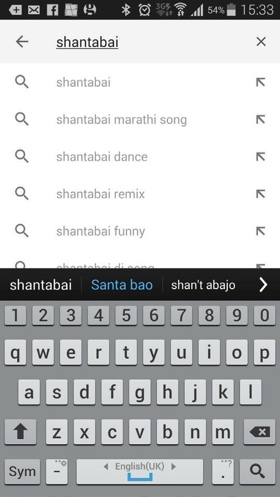 54% 15:33
shantabai
shantabai
shantabai marathi song
shantabai dance
shantabai remix
shantabai funny
shantabai dj song
shantabai Santa bao shan't abajo
1 2 3 4 5 6 7 8 9 0
q w e r t y u i o p
a s d f g h j k l
z x c v b n m
Sym English(UK) .